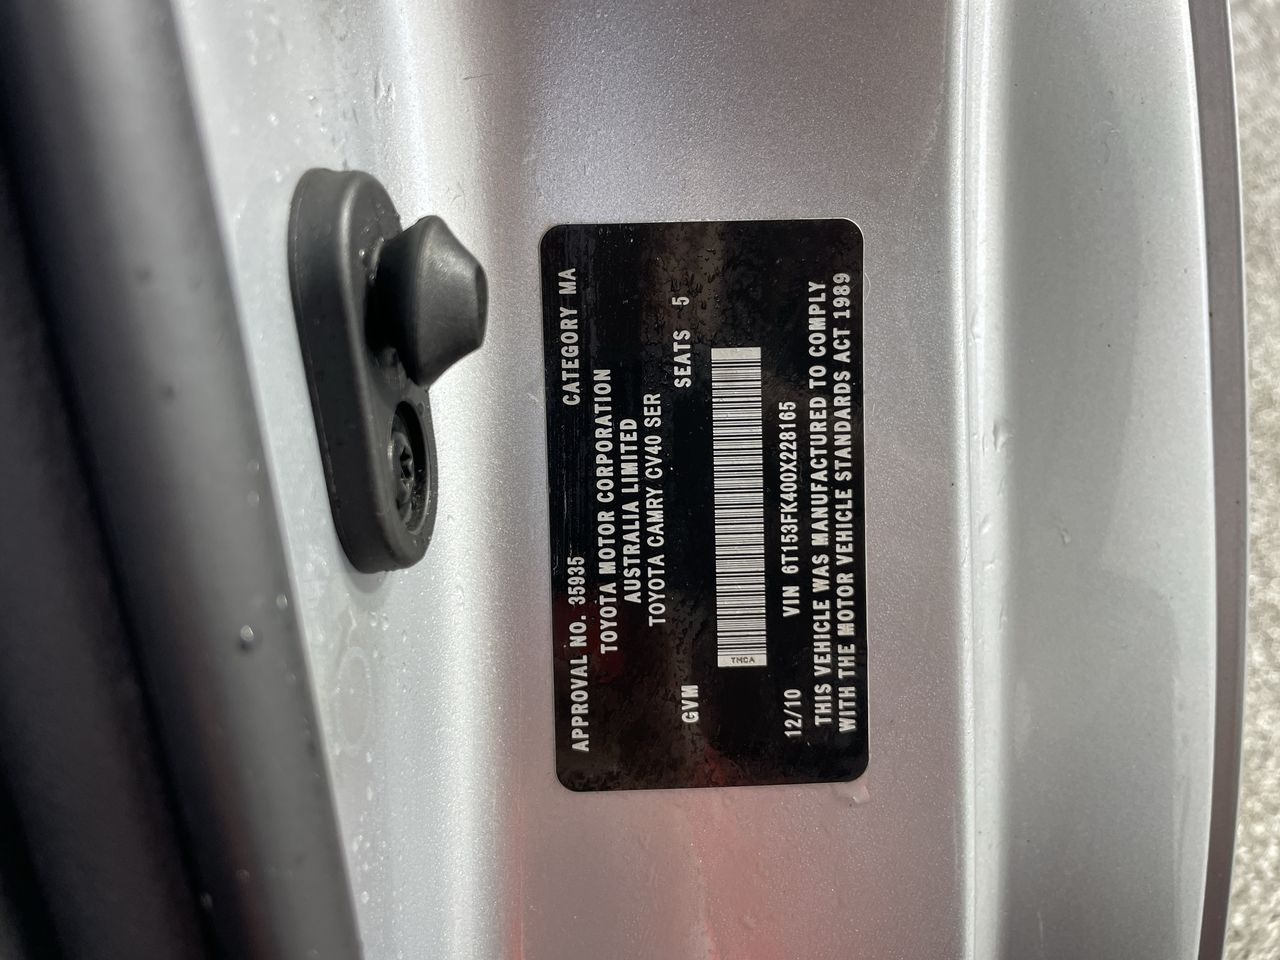 APPROVAL NO. 35935 CATEGORY MA
TOYOTA MOTOR CORPORATION
AUSTRALIA LIMITED
TOYOTA CAMRY CV40 SER
GVM SEATS 5
TMCA
12/10 VIN 6T153FK400X228165
THIS VEHICLE WAS MANUFACTURED TO COMPLY
WITH THE MOTOR VEHICLE STANDARDS ACT 1989